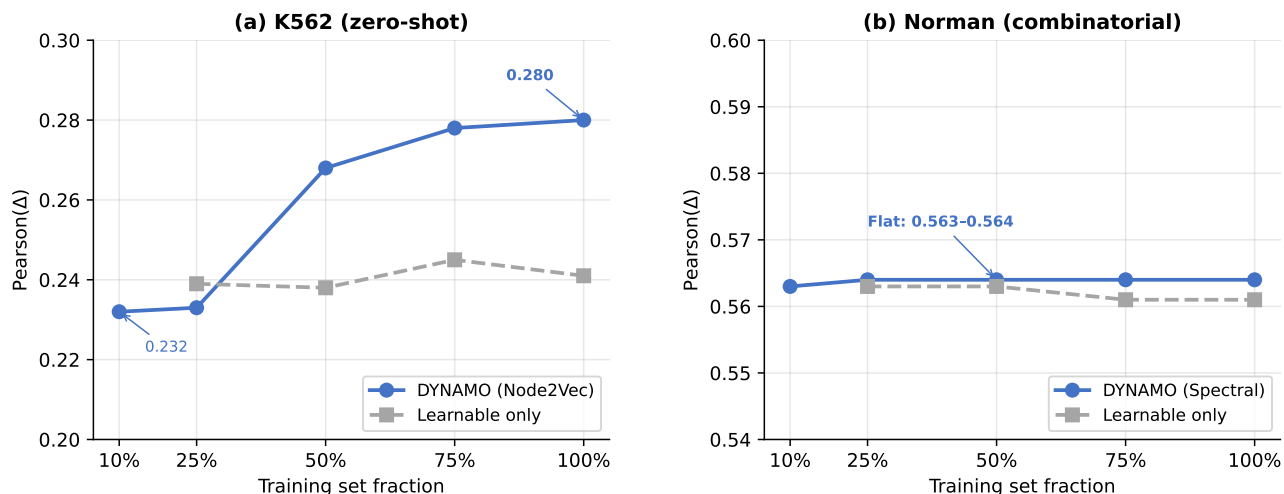 (a) K562 (zero-shot)
Pearson(Δ)
0.30
0.28
0.26
0.24
0.22
0.20
0.280
0.232
DYNAMO (Node2Vec)
Learnable only
10% 25% 50% 75% 100%
Training set fraction
(b) Norman (combinatorial)
Pearson(Δ)
0.60
0.59
0.58
0.57
0.56
0.55
0.54
Flat: 0.563–0.564
DYNAMO (Spectral)
Learnable only
10% 25% 50% 75% 100%
Training set fraction